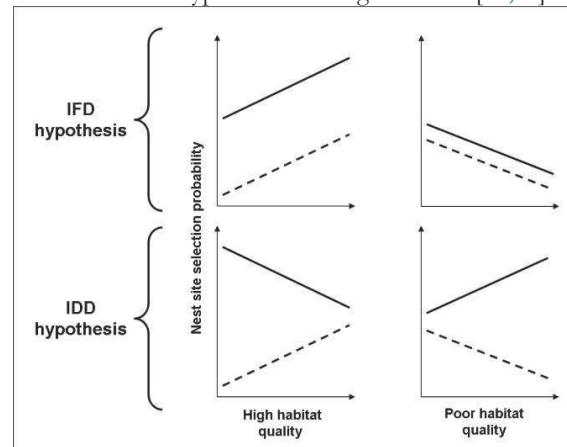 IFD
hypothesis
IDD
hypothesis
Nest site selection probability
High habitat
quality
Poor habitat
quality